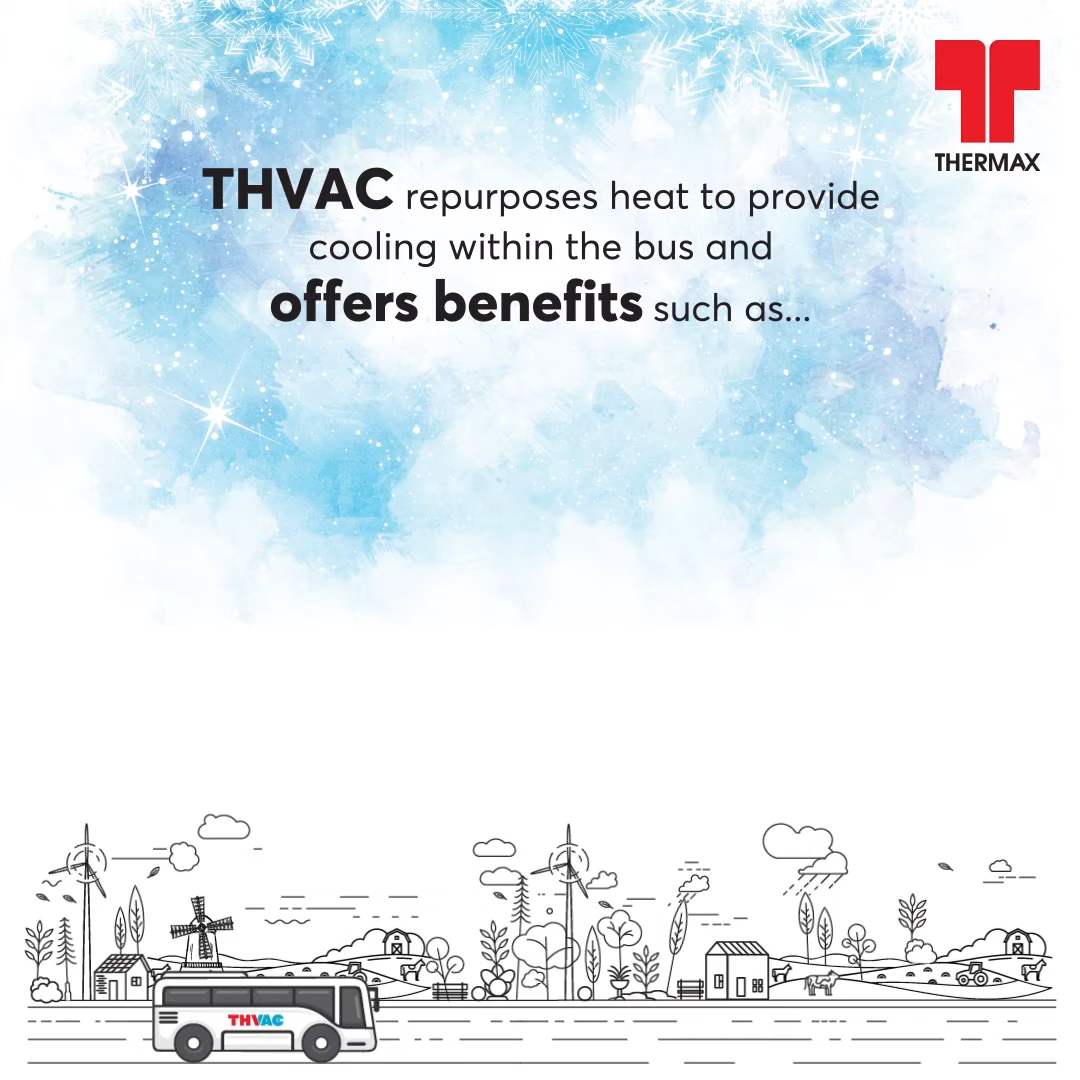 THERMAX
THVAC repurposes heat to provide
cooling within the bus and
offers benefits such as...
THVAC